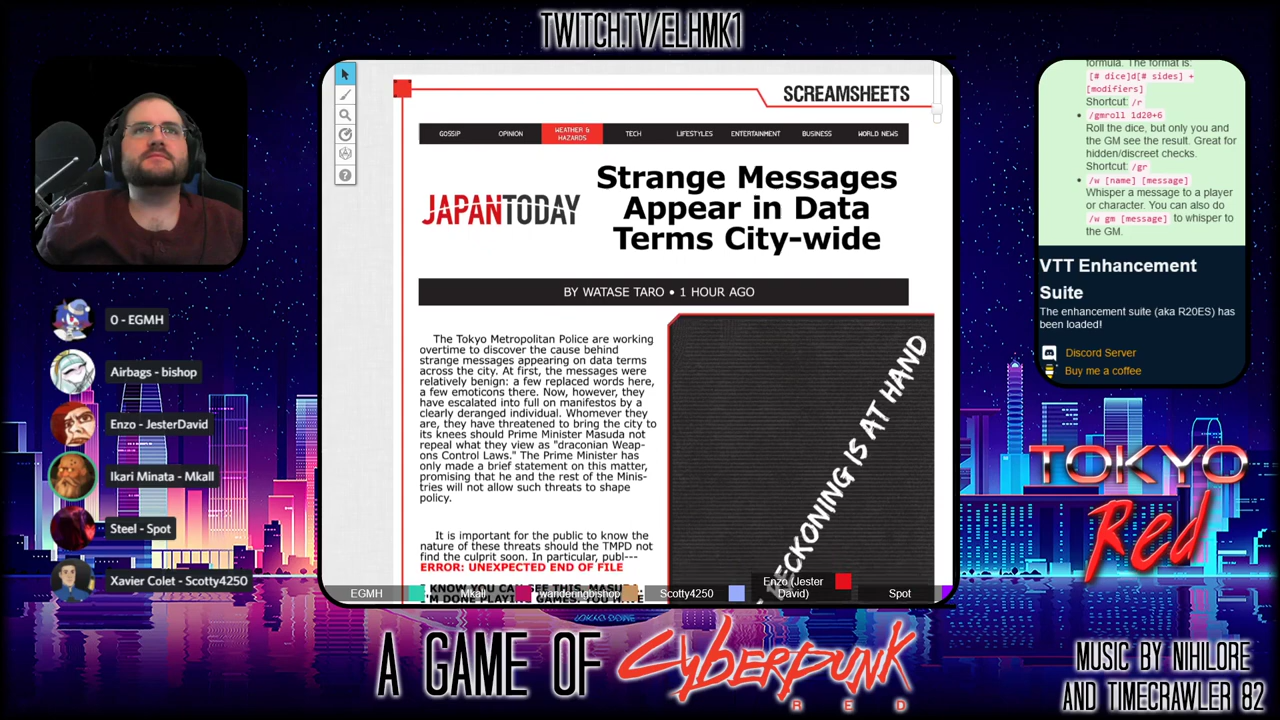 TWITCH.TV/ELHMK1
SCREAMSHEETS
GOSSIP
OPINION
WEATHER &
HAZARDS
TECH
LIFESTYLES
ENTERTAINMENT
BUSINESS
WORLD NEWS
JAPANTODAY
Strange Messages
Appear in Data
Terms City-wide
BY WATASE TARO • 1 HOUR AGO
The Tokyo Metropolitan Police are working
overtime to discover the cause behind
strange messages appearing on data terms
across the city. At first, the messages were
relatively benign: a few replaced words here,
a few emoticons there. Now, however, they
have escalated into full on manifestos by a
clearly deranged individual. Whomever they
are, they have threatened to bring the city to
its knees should Prime Minister Masuda not
repeal what they view as "draconian Weap-
ons Control Laws." The Prime Minister has
only made a brief statement on this matter,
promising that he and the rest of the Minis-
tries will not allow such threats to shape
policy.
It is important for the public to know the
nature of these threats should the TMPD not
find the culprit soon. In particular, publ---
ERROR: UNEXPECTED END OF FILE
I KNOW YOU CAN SEE THIS, MASUDA.
I'M DONE PLAYING GAMES. YOU
RECKONING IS AT HAND
EGMH
Mkall
wanderingbishop
Scotty4250
Enzo (Jester
David)
Spot
0 - EGMH
Airbags - bishop
Enzo - JesterDavid
Ikari Minata - Mkall
Steel - Spot
Xavier Colet - Scotty4250
formula. The format is:
[# dice]d[# sides] +
[modifiers]
Shortcut: /r
• /gmroll 1d20+6
Roll the dice, but only you and
the GM see the result. Great for
hidden/discreet checks.
Shortcut: /gr
• /w [name] [message]
Whisper a message to a player
or character. You can also do
/w gm [message] to whisper to
the GM.
VTT Enhancement
Suite
The enhancement suite (aka R20ES) has
been loaded!
Discord Server
Buy me a coffee
TOKYO
Red
A GAME OF Cyberpunk
RED
MUSIC BY NIHILORE
AND TIMECRAWLER 82